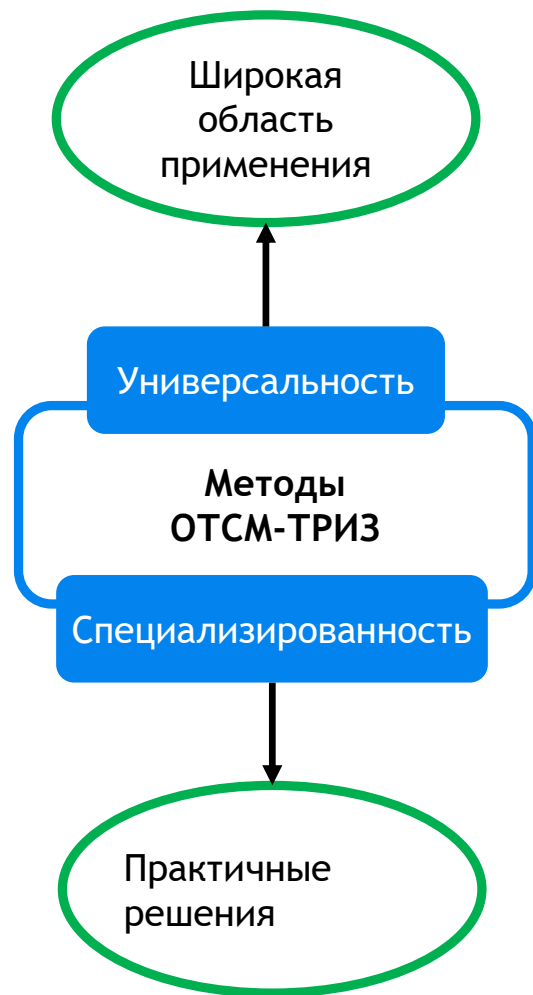 Широкая
область
применения
Универсальность
Методы
ОТСМ-ТРИЗ
Специализированность
Практичные
решения